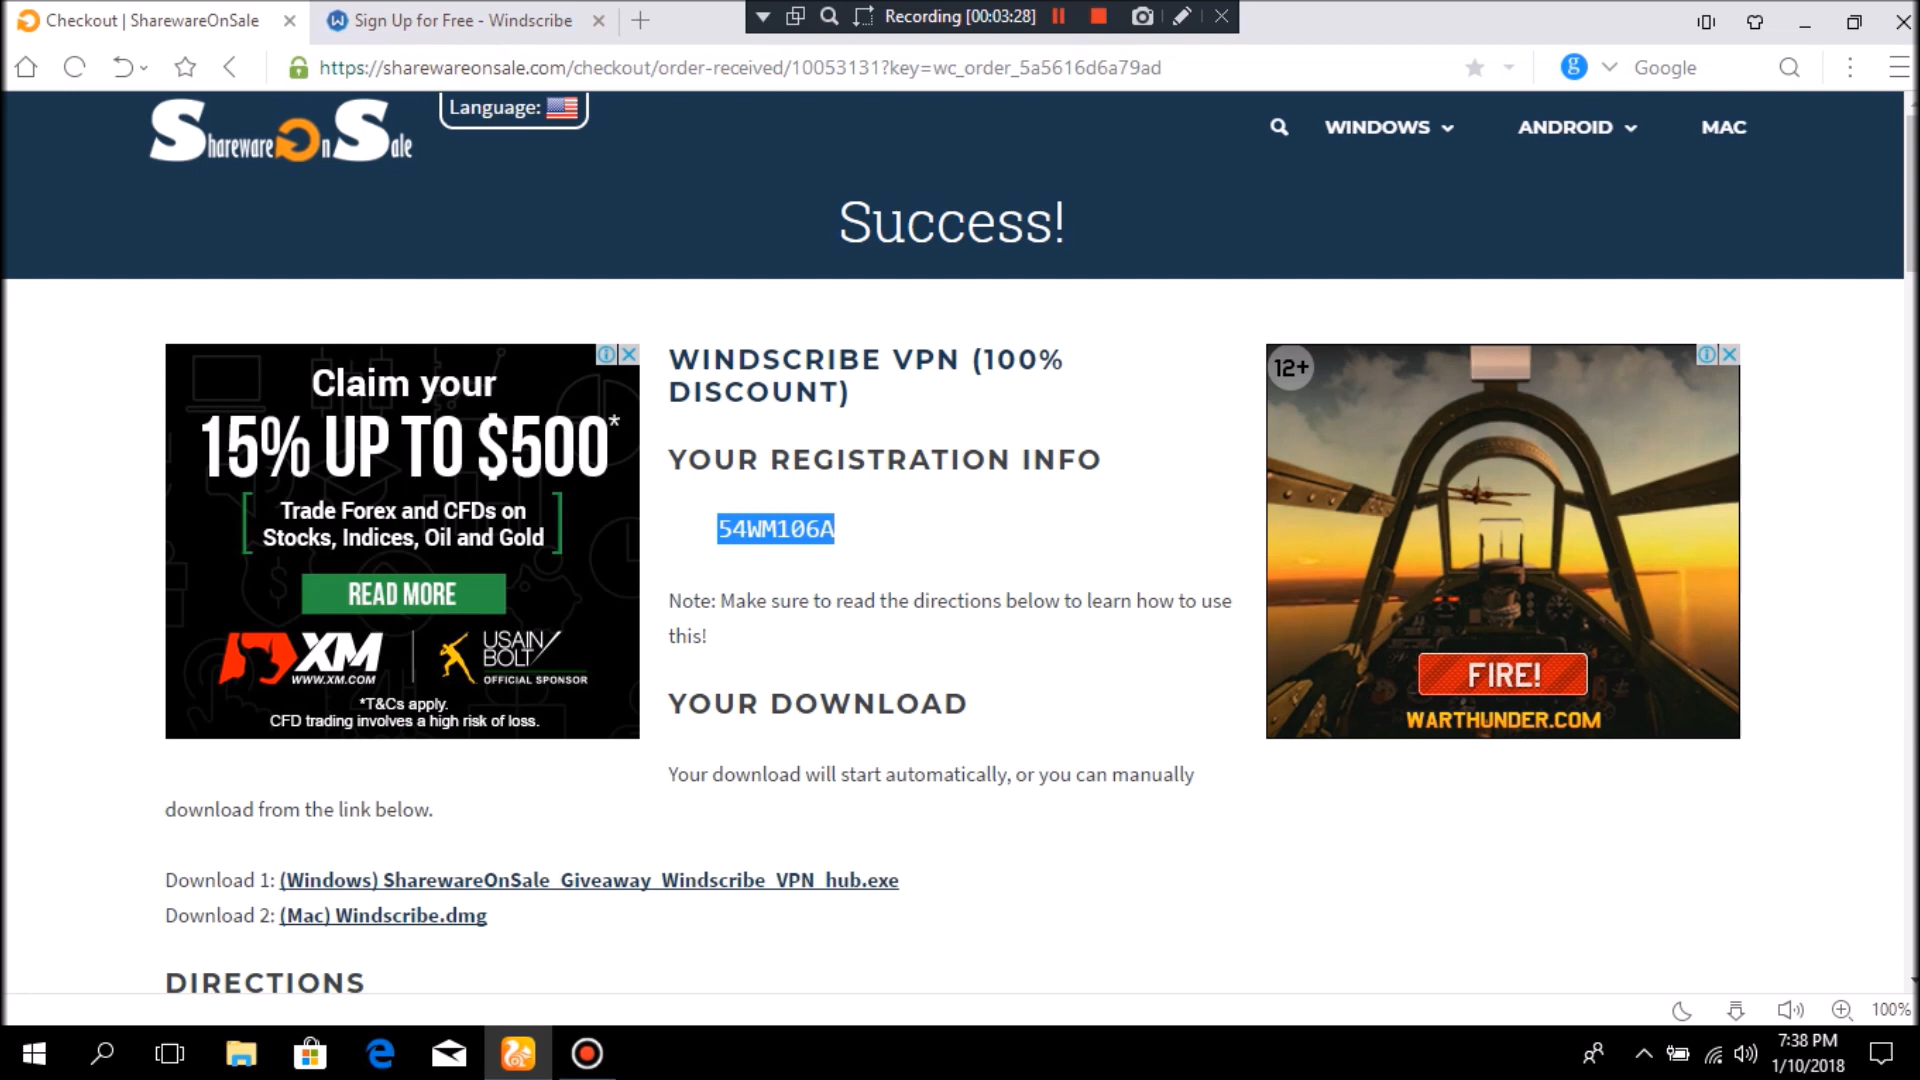 Checkout | SharewareOnSale
Sign Up for Free - Windscribe
Recording [00:03:28]
https://sharewareonsale.com/checkout/order-received/10053131?key=wc_order_5a5616d6a79ad
g
Google
SharewareOnSale
Language:
WINDOWS
ANDROID
MAC
Success!
Claim your
15% UP TO $500*
Trade Forex and CFDs on
Stocks, Indices, Oil and Gold
READ MORE
XM
WWW.XM.COM
USAIN
BOLT
OFFICIAL SPONSOR
*T&Cs apply.
CFD trading involves a high risk of loss.
WINDSCRIBE VPN (100%
DISCOUNT)
YOUR REGISTRATION INFO
54WM106A
Note: Make sure to read the directions below to learn how to use
this!
YOUR DOWNLOAD
Your download will start automatically, or you can manually
download from the link below.
12+
FIRE!
WARTHUNDER.COM
Download 1: (Windows) SharewareOnSale_Giveaway_Windscribe_VPN_hub.exe
Download 2: (Mac) Windscribe.dmg
DIRECTIONS
100%
7:38 PM
1/10/2018